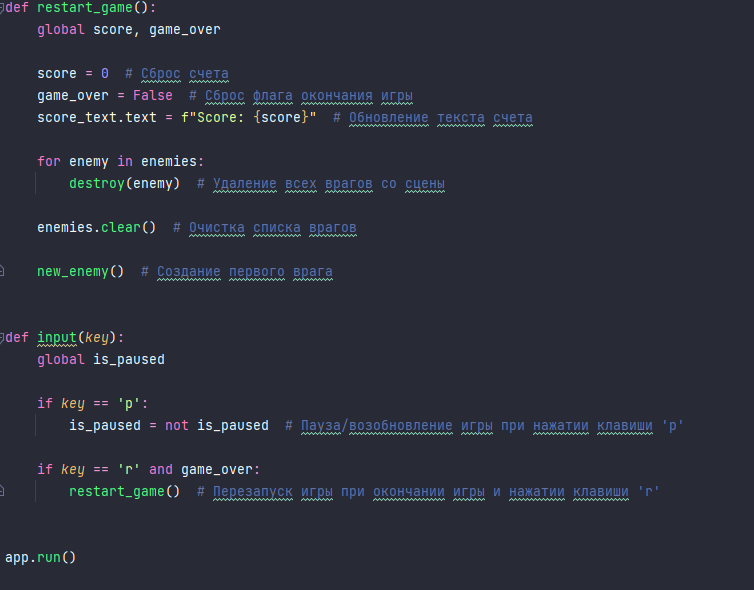 def restart_game():
    global score, game_over
    score = 0  # Сброс счета
    game_over = False  # Сброс флага окончания игры
    score_text.text = f"Score: {score}"  # Обновление текста счета
    for enemy in enemies:
        destroy(enemy)  # Удаление всех врагов со сцены
    enemies.clear()  # Очистка списка врагов
    new_enemy()  # Создание первого врага
def input(key):
    global is_paused
    if key == 'p':
        is_paused = not is_paused  # Пауза/возобновление игры при нажатии клавиши 'p'
    if key == 'r' and game_over:
        restart_game()  # Перезапуск игры при окончании игры и нажатии клавиши 'r'
app.run()